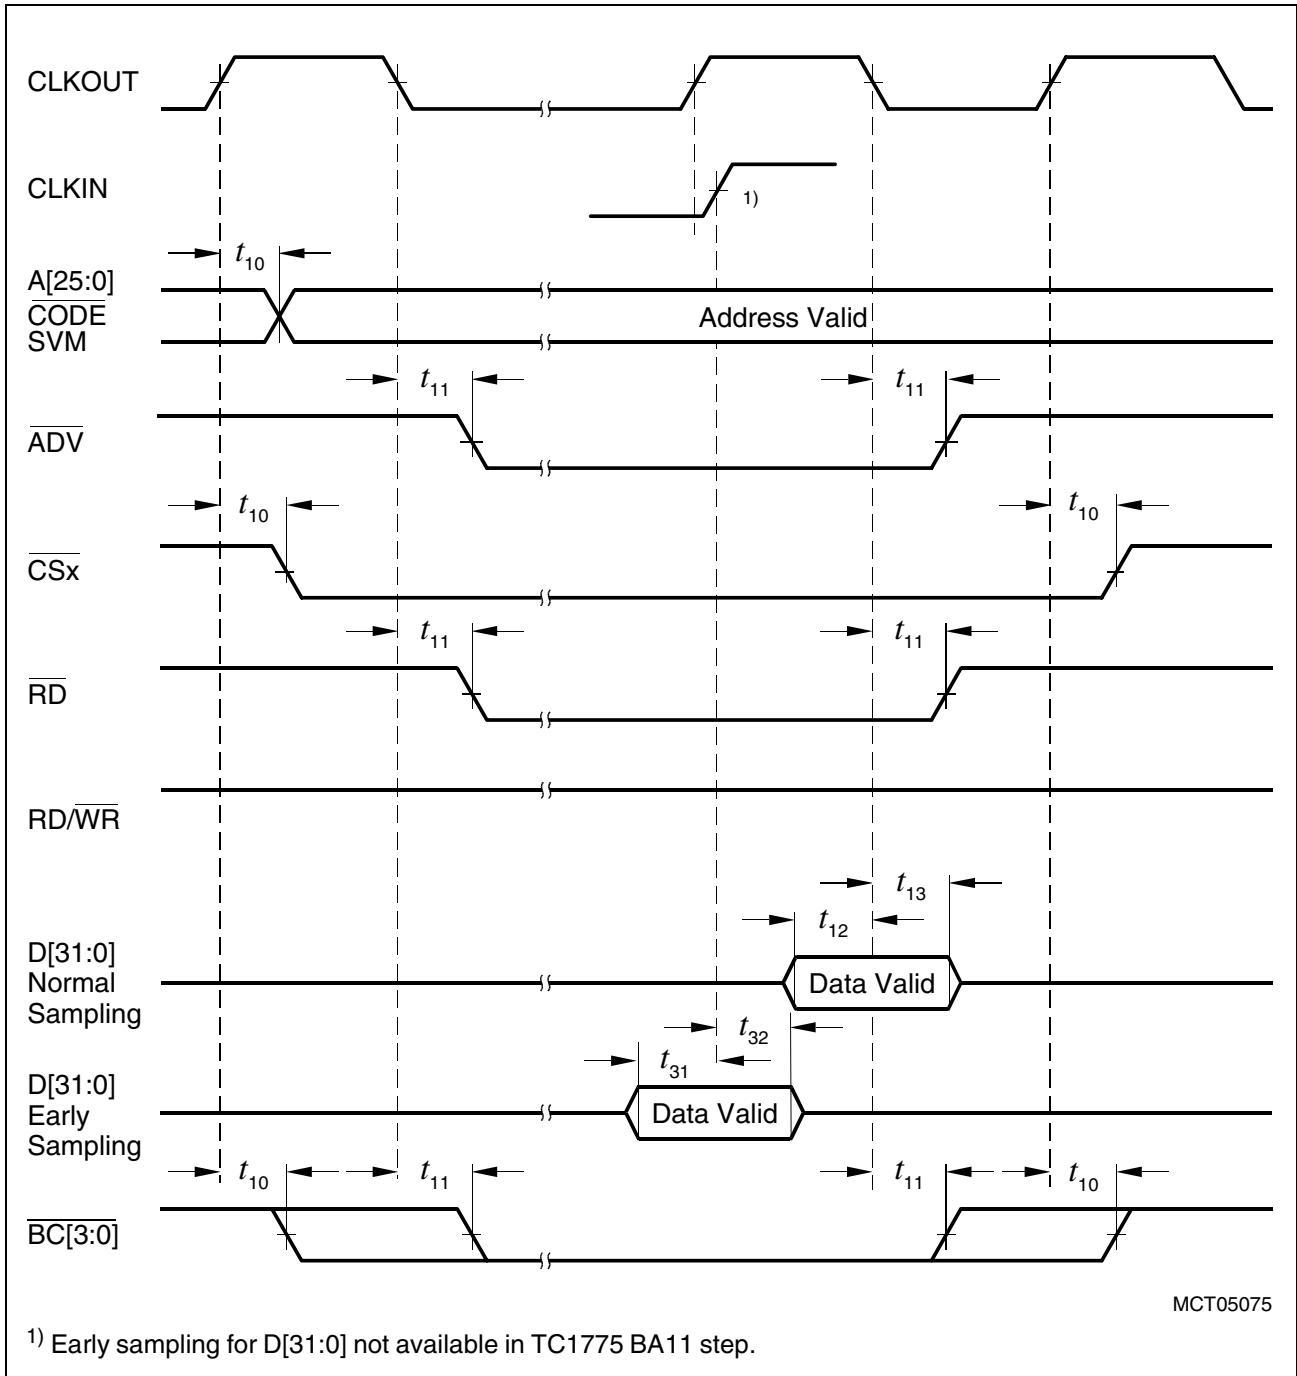 CLKOUT
CLKIN
1)
t10
A[25:0]
CODE
SVM
Address Valid
t11
t11
ADV
t10
t10
CSx
t11
t11
RD
RD/WR
t13
t12
D[31:0]
Normal
Sampling
Data Valid
t32
t31
D[31:0]
Early
Sampling
Data Valid
t10
t11
t11
t10
BC[3:0]
MCT05075
1) Early sampling for D[31:0] not available in TC1775 BA11 step.